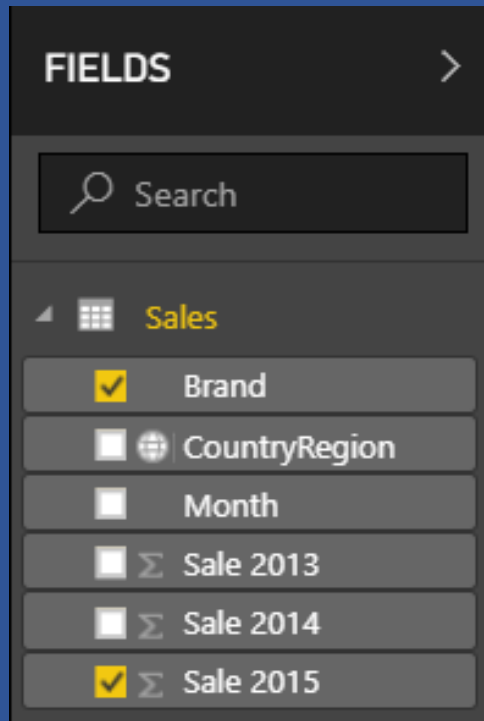 FIELDS
Search
Sales
Brand
CountryRegion
Month
Sale 2013
Sale 2014
Sale 2015